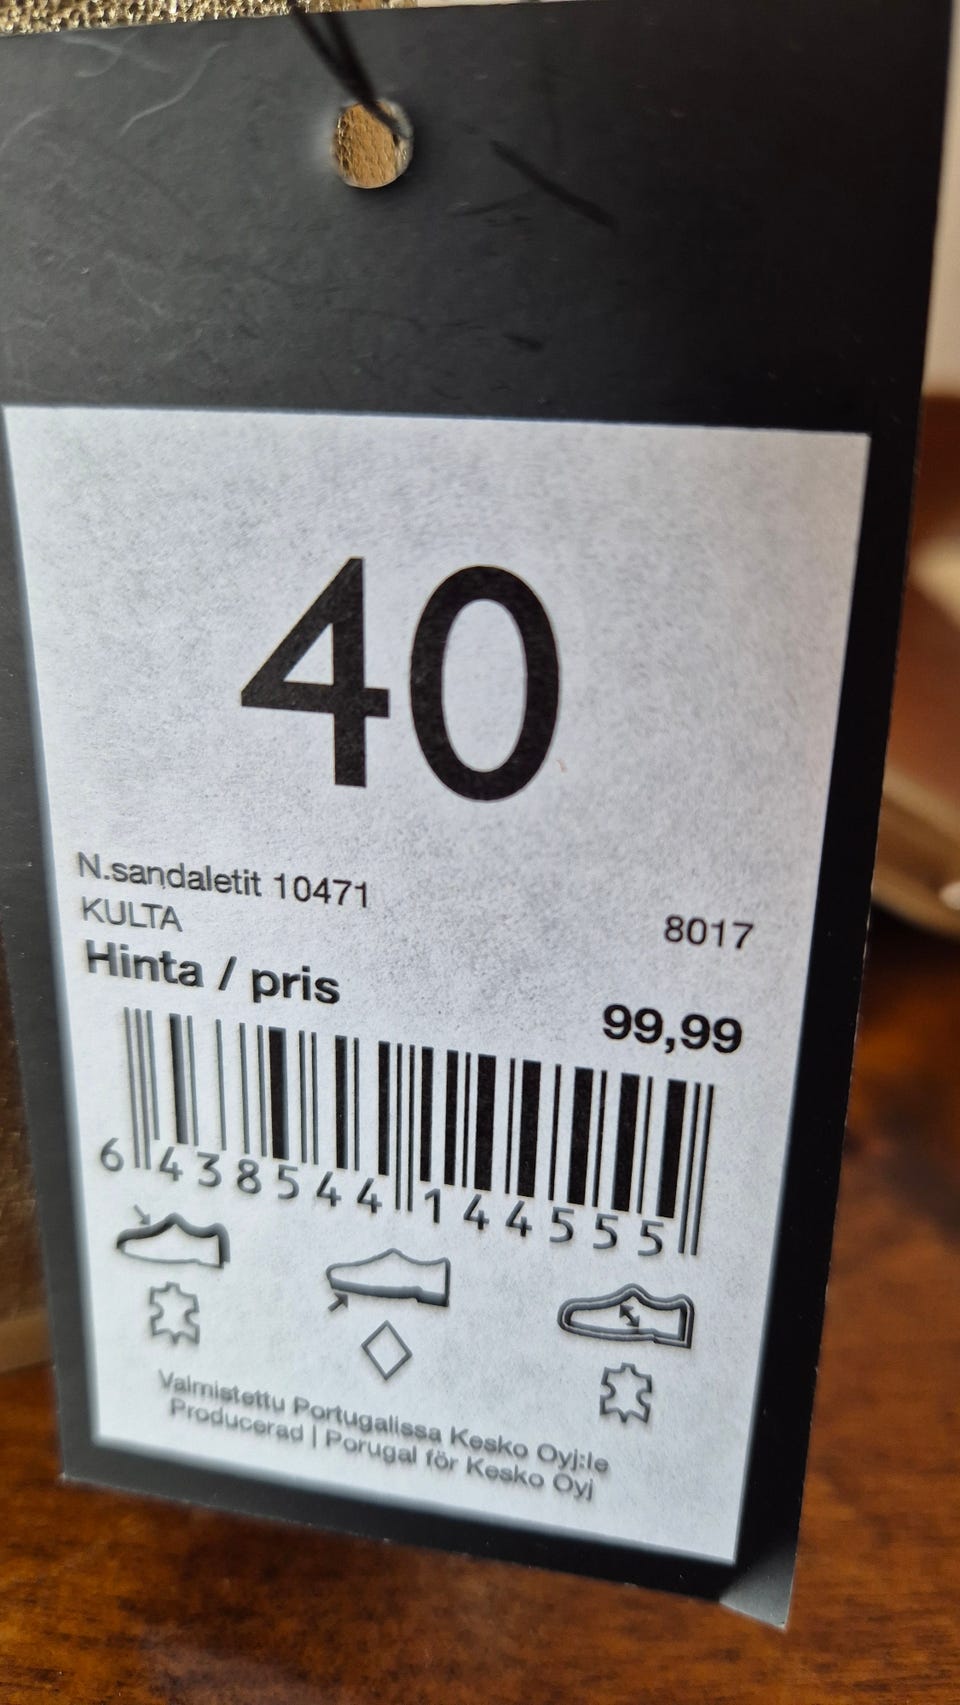 40
N.sandaletit 10471
KULTA 8017
Hinta / pris 99,99
6 438544 144555
Valmistettu Portugalissa Kesko Oyj:le
Producerad | Porugal för Kesko Oyj